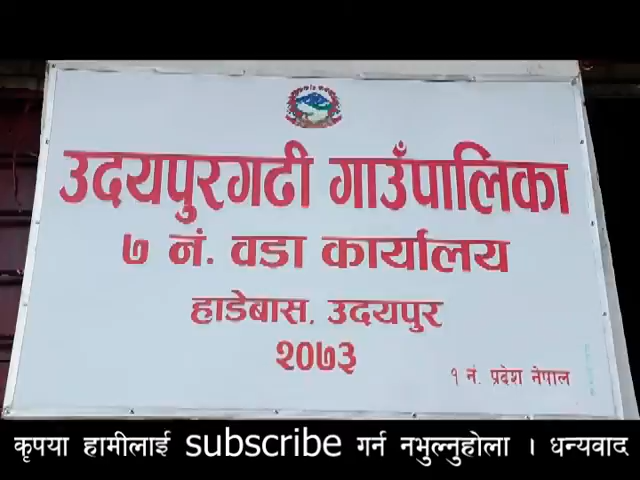 उदयपुरगढी गाउँपालिका
७ नं. वडा कार्यालय
हाडेबास, उदयपुर
२०७३
१ नं. प्रदेश नेपाल
कृपया हामीलाई subscribe गर्न नभुल्नुहोला । धन्यवाद